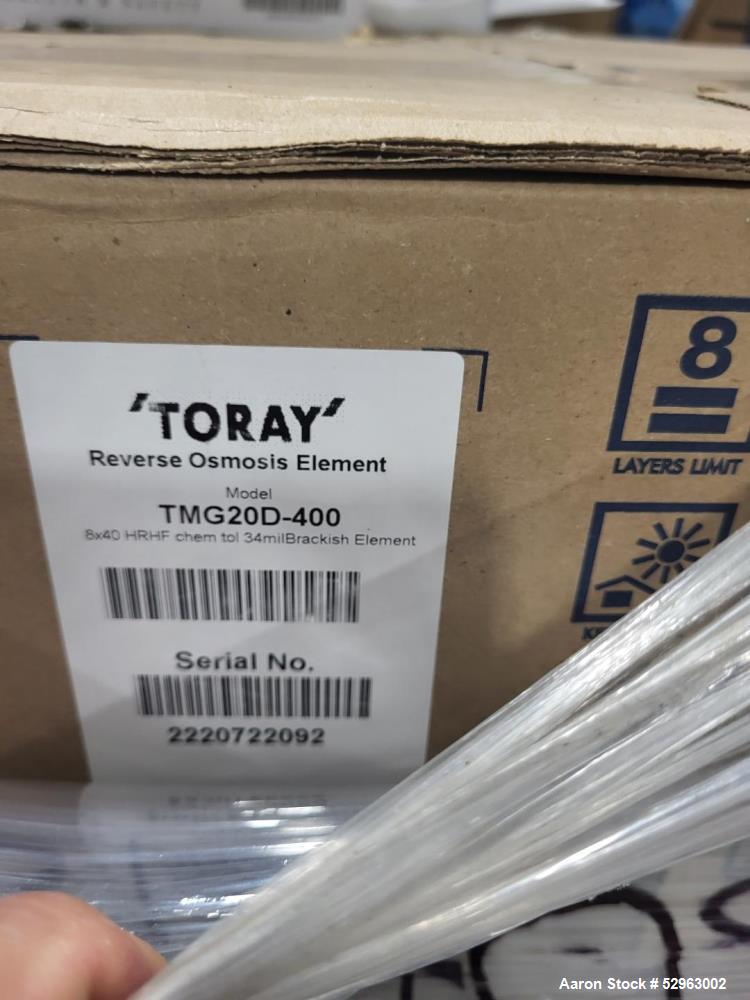 'TORAY'
Reverse Osmosis Element
Model
TMG20D-400
8x40 HRHF chem tol 34milBrackish Element
Serial No.
2220722092
8
LAYERS LIMIT
Aaron Stock # 52963002